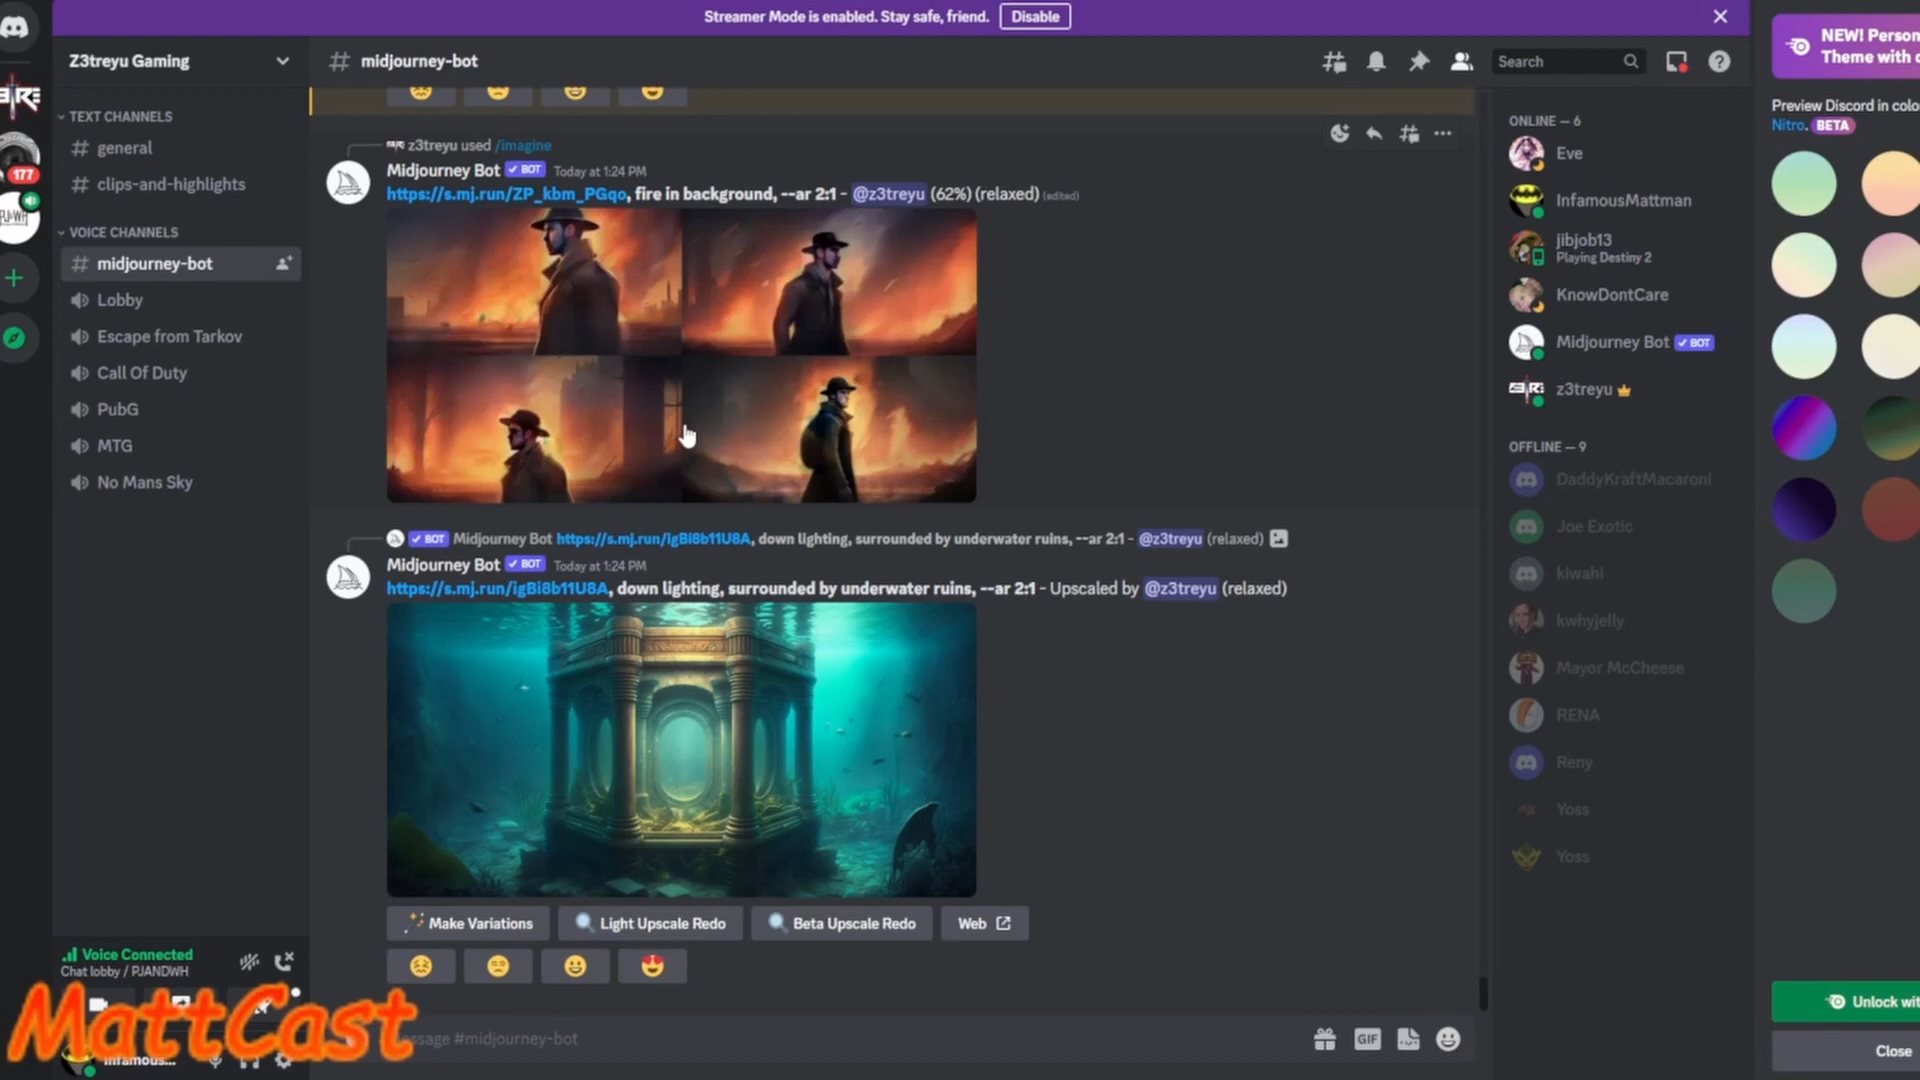 Streamer Mode is enabled. Stay safe, friend. Disable
Z3treyu Gaming
# midjourney-bot
Search
NEW! Person
Theme with c
TEXT CHANNELS
# general
# clips-and-highlights
177
VOICE CHANNELS
# midjourney-bot
Lobby
Escape from Tarkov
Call Of Duty
PubG
MTG
No Mans Sky
z3treyu used /imagine
Midjourney Bot ✓ BOT Today at 1:24 PM
https://s.mj.run/ZP_kbm_PGqo, fire in background, --ar 2:1 - @z3treyu (62%) (relaxed) (edited)
✓ BOT Midjourney Bot https://s.mj.run/igBi8b11U8A, down lighting, surrounded by underwater ruins, --ar 2:1 - @z3treyu (relaxed)
Midjourney Bot ✓ BOT Today at 1:24 PM
https://s.mj.run/igBi8b11U8A, down lighting, surrounded by underwater ruins, --ar 2:1 - Upscaled by @z3treyu (relaxed)
Make Variations
Light Upscale Redo
Beta Upscale Redo
Web
ONLINE — 6
Eve
InfamousMattman
jibjob13
Playing Destiny 2
KnowDontCare
Midjourney Bot ✓ BOT
z3treyu
OFFLINE — 9
DaddyKraftMacaroni
Joe Exotic
kiwahi
kwhyjelly
Mayor McCheese
RENA
Reny
Yoss
Yoss
Preview Discord in colo
Nitro. BETA
Unlock wit
Close
Voice Connected
Chat lobby / PJANDWH
MattCast
Infamous...
essage #midjourney-bot
GIF